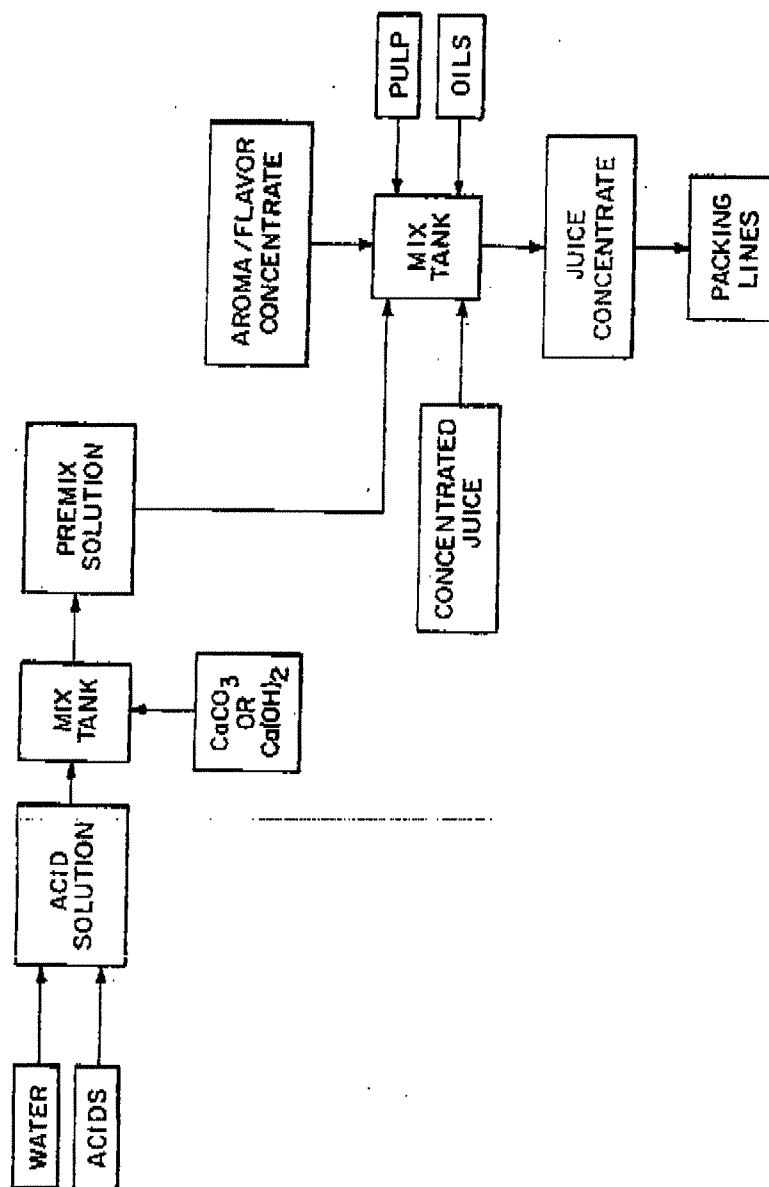 WATER
ACIDS
ACID
SOLUTION
MIX
TANK
CaCO3
OR
Ca(OH)2
PREMIX
SOLUTION
CONCENTRATED
JUICE
AROMA/FLAVOR
CONCENTRATE
MIX
TANK
PULP
OILS
JUICE
CONCENTRATE
PACKING
LINES